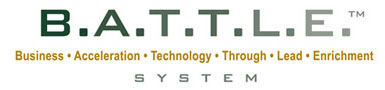 B.A.T.T.L.E.™
Business • Acceleration • Technology • Through • Lead • Enrichment
SYSTEM